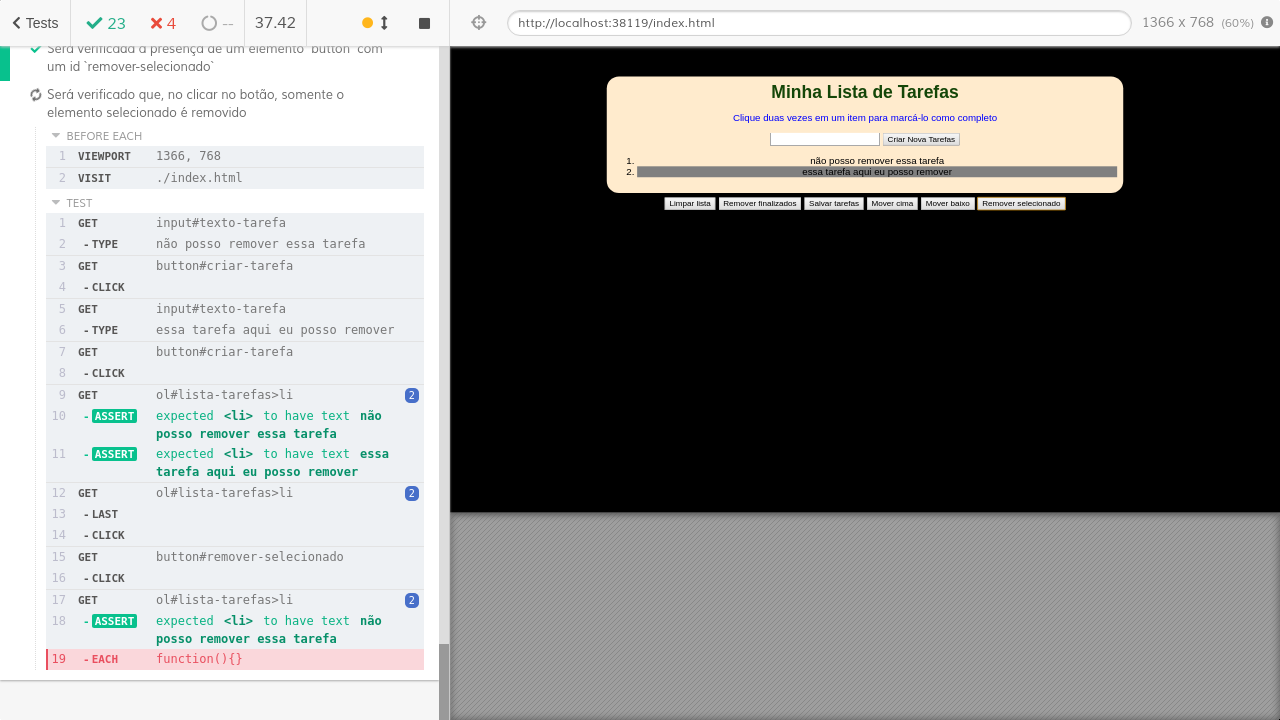 Tests
23
4
--
37.42
http://localhost:38119/index.html
1366 x 768 (60%)
Será verificada a presença de um elemento `button` com
um id `remover-selecionado`
Será verificado que, no clicar no botão, somente o
elemento selecionado é removido
BEFORE EACH
1 VIEWPORT 1366, 768
2 VISIT ./index.html
TEST
1 GET input#texto-tarefa
2 -TYPE não posso remover essa tarefa
3 GET button#criar-tarefa
4 -CLICK
5 GET input#texto-tarefa
6 -TYPE essa tarefa aqui eu posso remover
7 GET button#criar-tarefa
8 -CLICK
9 GET ol#lista-tarefas>li 2
10 -ASSERT expected <li> to have text não
posso remover essa tarefa
11 -ASSERT expected <li> to have text essa
tarefa aqui eu posso remover
12 GET ol#lista-tarefas>li 2
13 -LAST
14 -CLICK
15 GET button#remover-selecionado
16 -CLICK
17 GET ol#lista-tarefas>li 2
18 -ASSERT expected <li> to have text não
posso remover essa tarefa
19 -EACH function(){}
Minha Lista de Tarefas
Clique duas vezes em um item para marcá-lo como completo
Criar Nova Tarefas
1. não posso remover essa tarefa
2. essa tarefa aqui eu posso remover
Limpar lista Remover finalizados Salvar tarefas Mover cima Mover baixo Remover selecionado